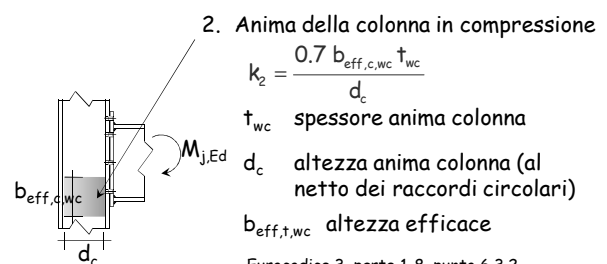 2. Anima della colonna in compressione
k₂ = 0.7 b_eff,c,wc t_wc / d_c
t_wc spessore anima colonna
d_c altezza anima colonna (al
netto dei raccordi circolari)
b_eff,t,wc altezza efficace
M_j,Ed
b_eff,c,wc
d_c
Eurocodice 3, parte 1-8, punto 6.3.2